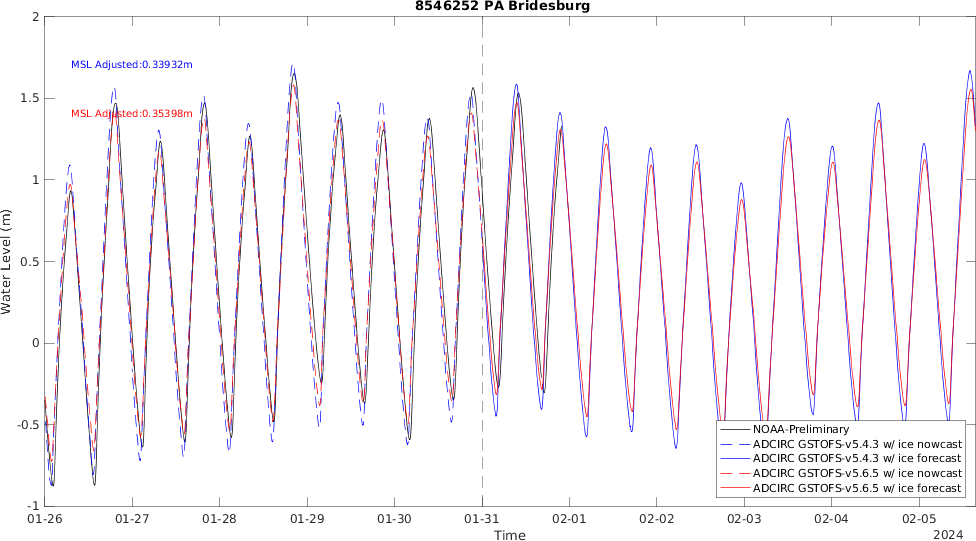 8546252 PA Bridesburg
2
1.5
1
0.5
0
-0.5
-1
Water Level (m)
MSL Adjusted:0.33932m
MSL Adjusted:0.35398m
NOAA-Preliminary
ADCIRC GSTOFS-v5.4.3 w/ ice nowcast
ADCIRC GSTOFS-v5.4.3 w/ ice forecast
ADCIRC GSTOFS-v5.6.5 w/ ice nowcast
ADCIRC GSTOFS-v5.6.5 w/ ice forecast
01-26 01-27 01-28 01-29 01-30 01-31 02-01 02-02 02-03 02-04 02-05
Time
2024